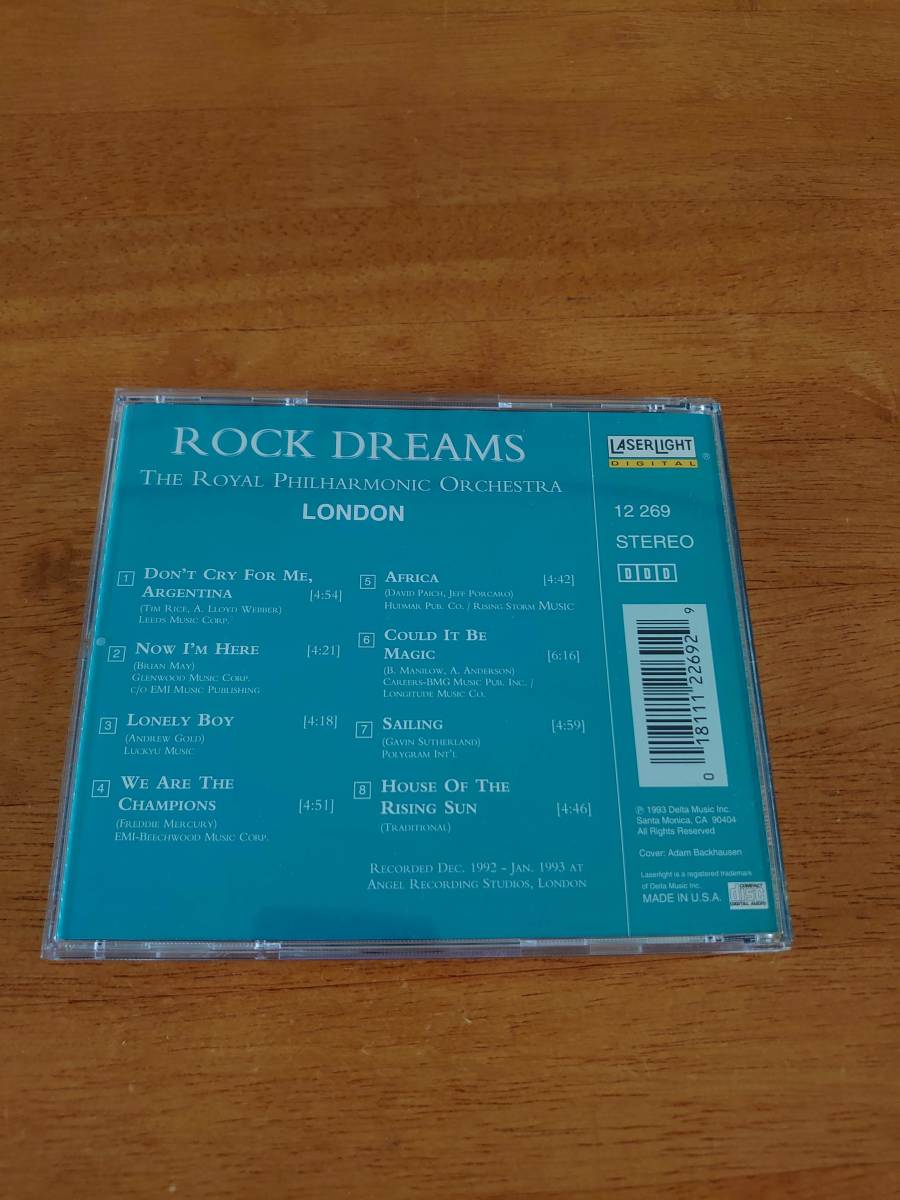 ROCK DREAMS
THE ROYAL PHILHARMONIC ORCHESTRA
LONDON
1 DON'T CRY FOR ME,
ARGENTINA [4:54]
(TIM RICE, A. LLOYD WEBBER)
LEEDS MUSIC CORP.
2 NOW I'M HERE [4:21]
(BRIAN MAY)
GLENWOOD MUSIC CORP.
C/O EMI MUSIC PUBLISHING
3 LONELY BOY [4:18]
(ANDREW GOLD)
LUCKYU MUSIC
4 WE ARE THE
CHAMPIONS [4:51]
(FREDDIE MERCURY)
EMI-BEECHWOOD MUSIC CORP.
5 AFRICA [4:42]
(DAVID PAICH, JEFF PORCARO)
HUDMAR PUB. CO. / RISING STORM MUSIC
6 COULD IT BE
MAGIC [6:16]
(B. MANILOW, A. ANDERSON)
CAREERS-BMG MUSIC PUB. INC. /
LONGITUDE MUSIC CO.
7 SAILING [4:59]
(GAVIN SUTHERLAND)
POLYGRAM INT'L
8 HOUSE OF THE
RISING SUN [4:46]
(TRADITIONAL)
RECORDED DEC. 1992 - JAN. 1993 AT
ANGEL RECORDING STUDIOS, LONDON
LASERLIGHT
DIGITAL ®
12 269
STEREO
DDD
0 18111 22692 9
℗ 1993 Delta Music Inc.
Santa Monica, CA 90404
All Rights Reserved
Cover: Adam Backhausen
Laserlight is a registered trademark
of Delta Music Inc.
MADE IN U.S.A.
COMPACT
disc
DIGITAL AUDIO